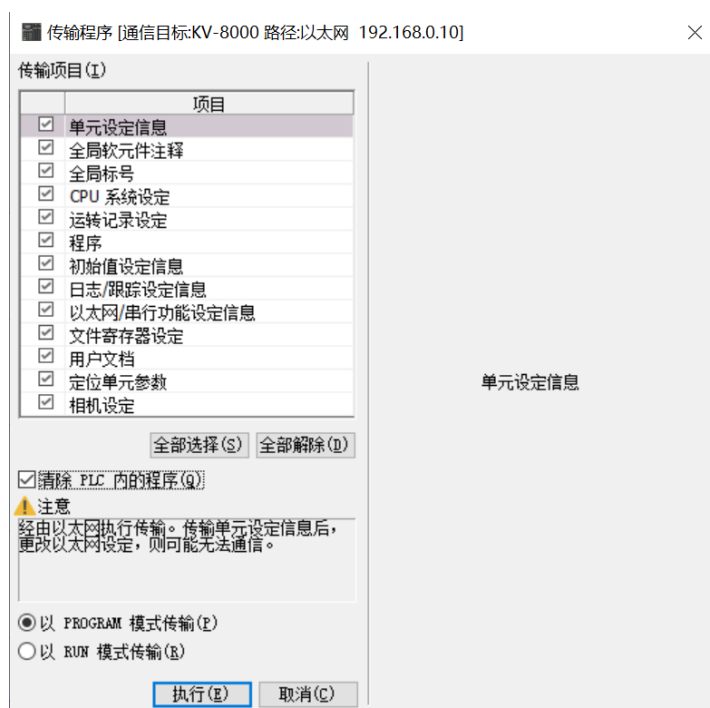 传输程序 [通信目标:KV-8000 路径:以太网 192.168.0.10]
传输项目(I)
项目
单元设定信息
全局软元件注释
全局标号
CPU 系统设定
运转记录设定
程序
初始值设定信息
日志/跟踪设定信息
以太网/串行功能设定信息
文件寄存器设定
用户文档
定位单元参数
相机设定
全部选择(S) 全部解除(D)
清除 PLC 内的程序(Q)
注意
经由以太网执行传输。传输单元设定信息后，
更改以太网设定，则可能无法通信。
以 PROGRAM 模式传输(P)
以 RUN 模式传输(R)
执行(E) 取消(C)
单元设定信息